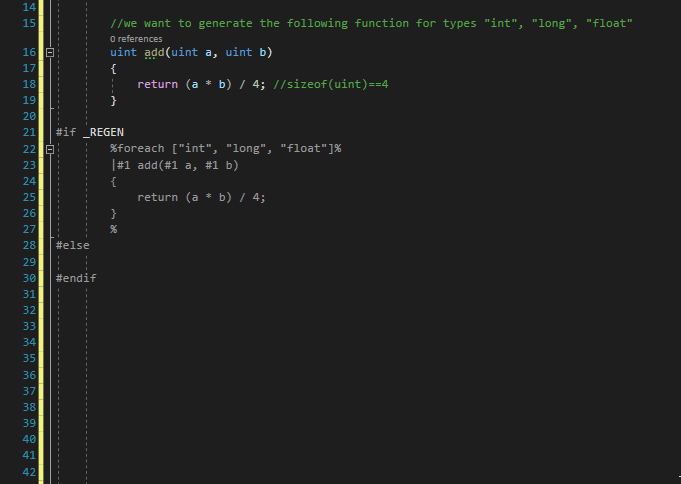 14
15 //we want to generate the following function for types "int", "long", "float"
0 references
16 uint add(uint a, uint b)
17 {
18 return (a * b) / 4; //sizeof(uint)==4
19 }
20
21 #if _REGEN
22 %foreach ["int", "long", "float"]%
23 |#1 add(#1 a, #1 b)
24 {
25 return (a * b) / 4;
26 }
27 %
28 #else
29
30 #endif
31
32
33
34
35
36
37
38
39
40
41
42